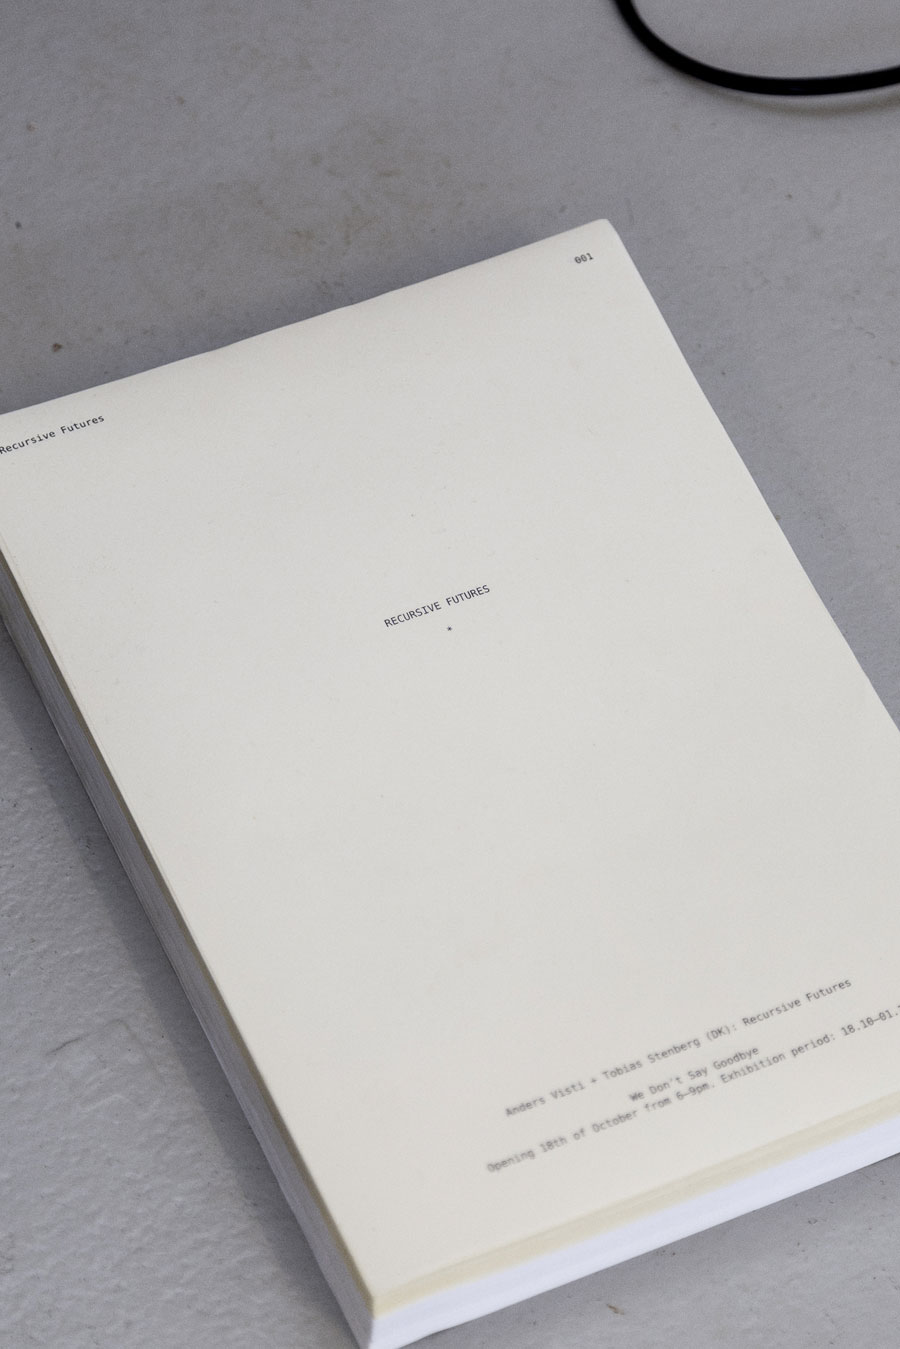 001
Recursive Futures
RECURSIVE FUTURES
*
Anders Visti + Tobias Stenberg (DK): Recursive Futures
We Don't Say Goodbye
Opening 18th of October from 6–9pm. Exhibition period: 18.10–01.